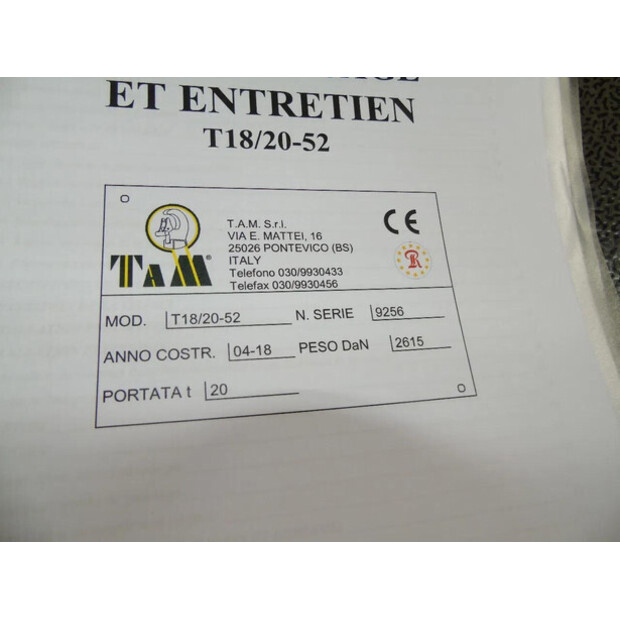 ET ENTRETIEN
T18/20-52
T.A.M. S.r.l.
VIA E. MATTEI, 16
25026 PONTEVICO (BS)
ITALY
Telefono 030/9930433
Telefax 030/9930456
CE
TAM
MOD. T18/20-52 N. SERIE 9256
ANNO COSTR. 04-18 PESO DaN 2615
PORTATA t 20